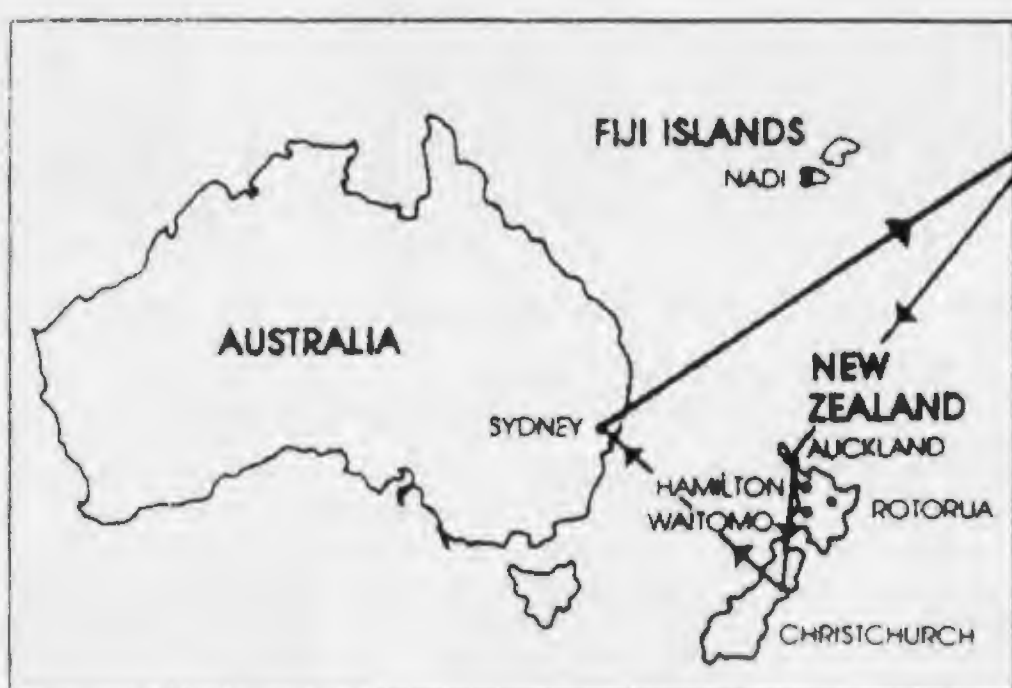 FIJI ISLANDS
NADI
AUSTRALIA
SYDNEY
NEW
ZEALAND
AUCKLAND
HAMILTON
WAITOMO
ROTORUA
CHRISTCHURCH